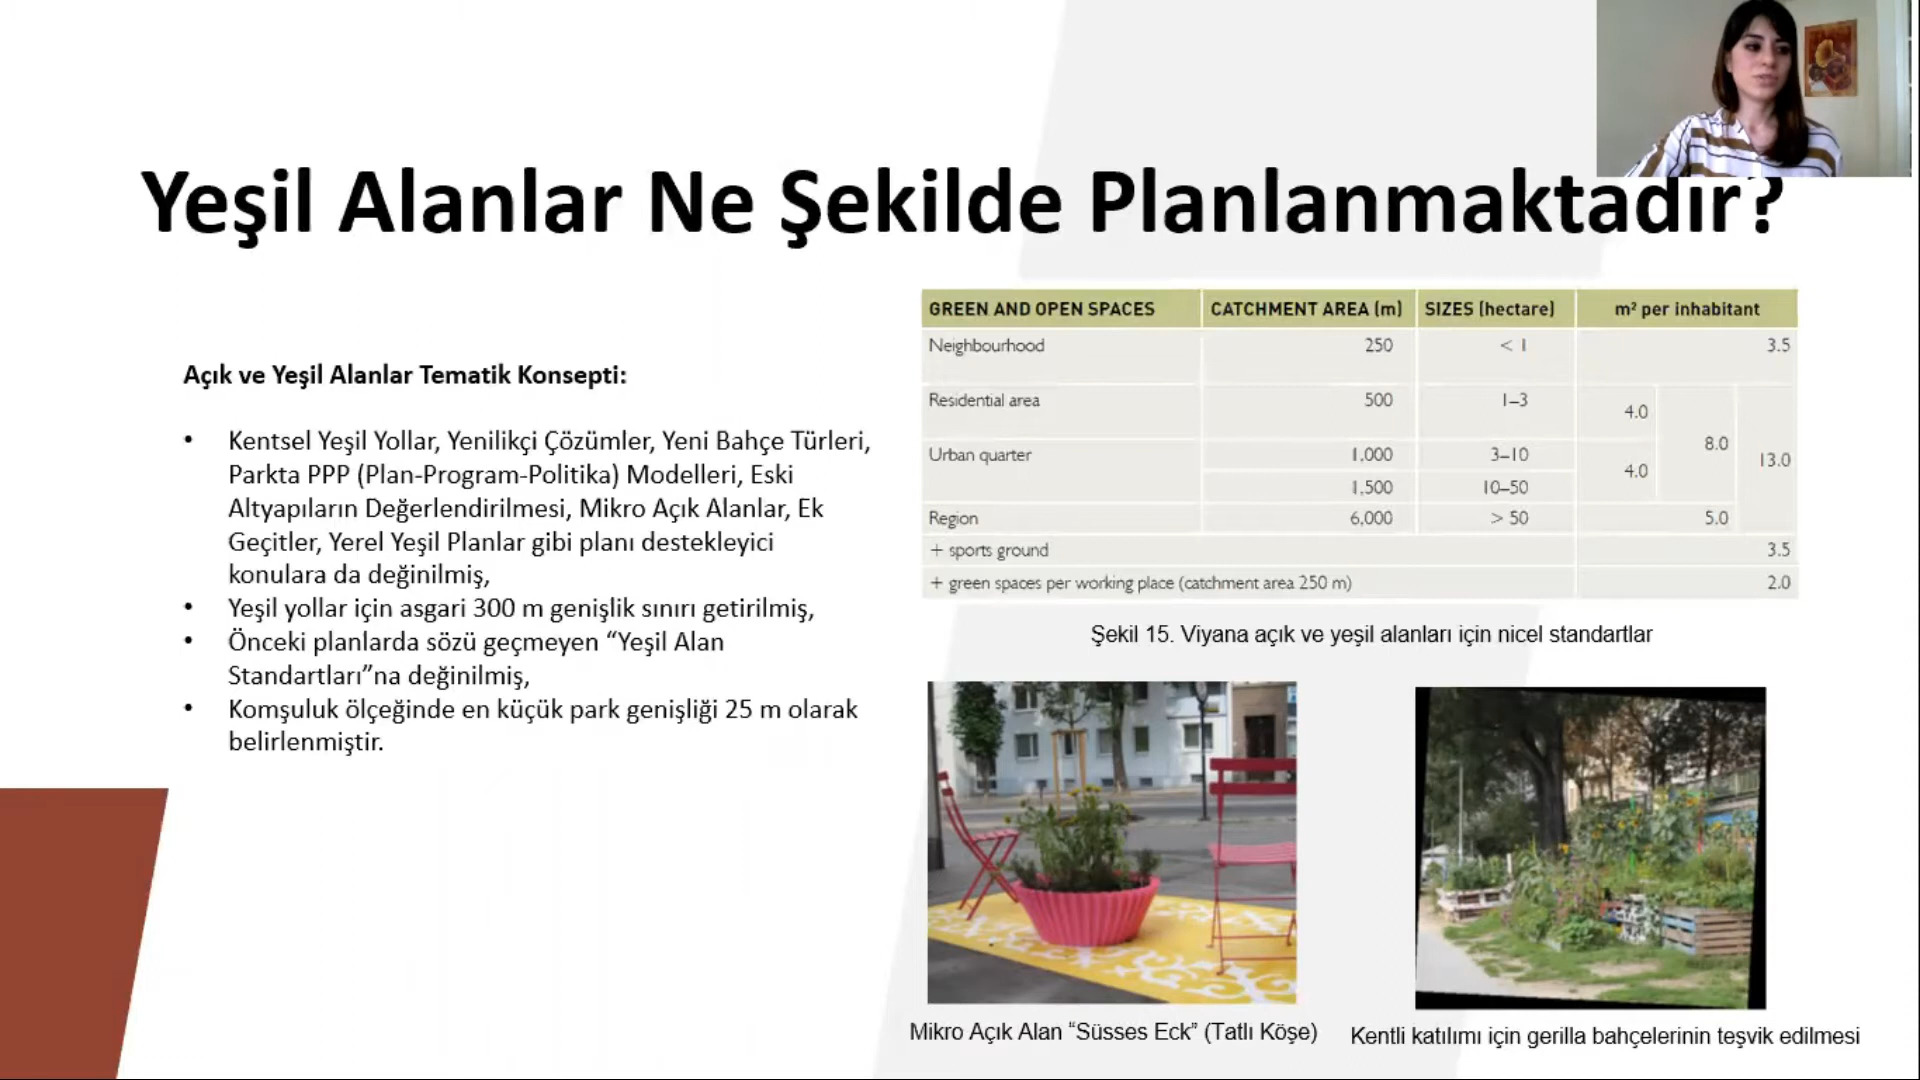 Yeşil Alanlar Ne Şekilde Planlanmaktadır?
Açık ve Yeşil Alanlar Tematik Konsepti:
• Kentsel Yeşil Yollar, Yenilikçi Çözümler, Yeni Bahçe Türleri,
Parkta PPP (Plan-Program-Politika) Modelleri, Eski
Altyapıların Değerlendirilmesi, Mikro Açık Alanlar, Ek
Geçitler, Yerel Yeşil Planlar gibi planı destekleyici
konulara da değinilmiş,
• Yeşil yollar için asgari 300 m genişlik sınırı getirilmiş,
• Önceki planlarda sözü geçmeyen “Yeşil Alan
Standartları”na değinilmiş,
• Komşuluk ölçeğinde en küçük park genişliği 25 m olarak
belirlenmiştir.
GREEN AND OPEN SPACES CATCHMENT AREA (m) SIZES (hectare) m² per inhabitant
Neighbourhood 250 < 1 3.5
Residential area 500 1–3 4.0
8.0
Urban quarter 1,000 3–10 4.0 13.0
1,500 10–50
Region 6,000 > 50 5.0
+ sports ground 3.5
+ green spaces per working place (catchment area 250 m) 2.0
Şekil 15. Viyana açık ve yeşil alanları için nicel standartlar
Mikro Açık Alan “Süsses Eck” (Tatlı Köşe)
Kentli katılımı için gerilla bahçelerinin teşvik edilmesi